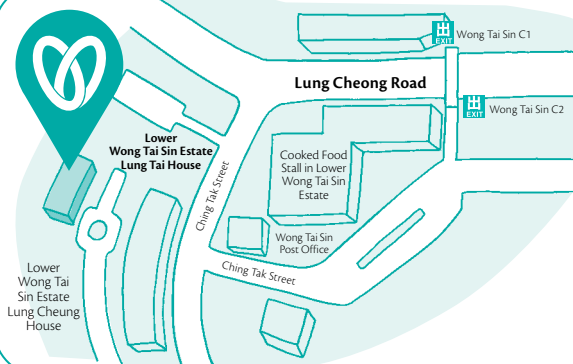 EXIT
Wong Tai Sin C1
Lung Cheong Road
EXIT
Wong Tai Sin C2
Lower
Wong Tai Sin Estate
Lung Tai House
Cooked Food
Stall in Lower
Wong Tai Sin
Estate
Ching Tak Street
Wong Tai Sin
Post Office
Ching Tak Street
Lower
Wong Tai
Sin Estate
Lung Cheung
House